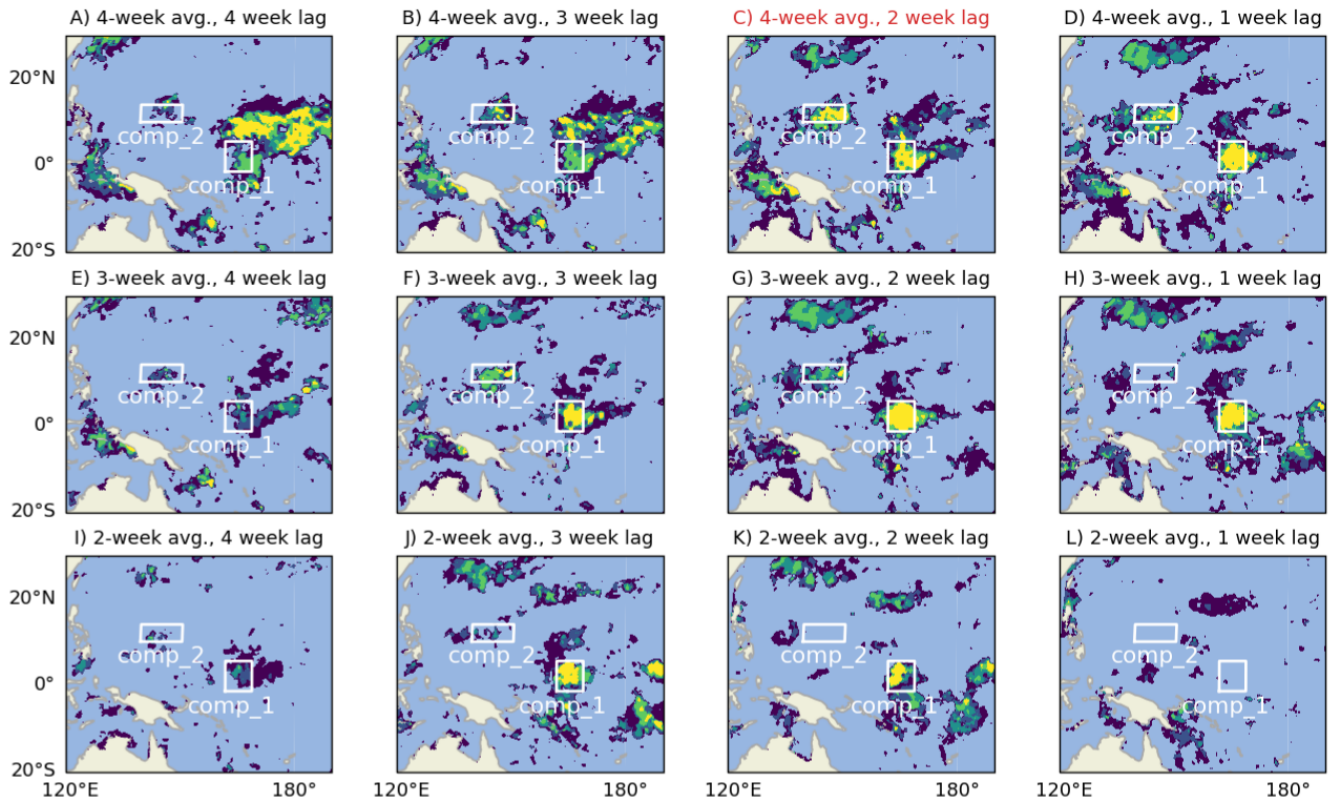 A) 4-week avg., 4 week lag
B) 4-week avg., 3 week lag
C) 4-week avg., 2 week lag
D) 4-week avg., 1 week lag
20°N
0°
20°S
comp_2
comp_1
comp_2
comp_1
comp_2
comp_1
comp_2
comp_1
E) 3-week avg., 4 week lag
F) 3-week avg., 3 week lag
G) 3-week avg., 2 week lag
H) 3-week avg., 1 week lag
20°N
0°
20°S
comp_2
comp_1
comp_2
comp_1
comp_2
comp_1
comp_2
comp_1
I) 2-week avg., 4 week lag
J) 2-week avg., 3 week lag
K) 2-week avg., 2 week lag
L) 2-week avg., 1 week lag
20°N
0°
20°S
comp_2
comp_1
comp_2
comp_1
comp_2
comp_1
comp_2
comp_1
120°E
180°
120°E
180°
120°E
180°
120°E
180°